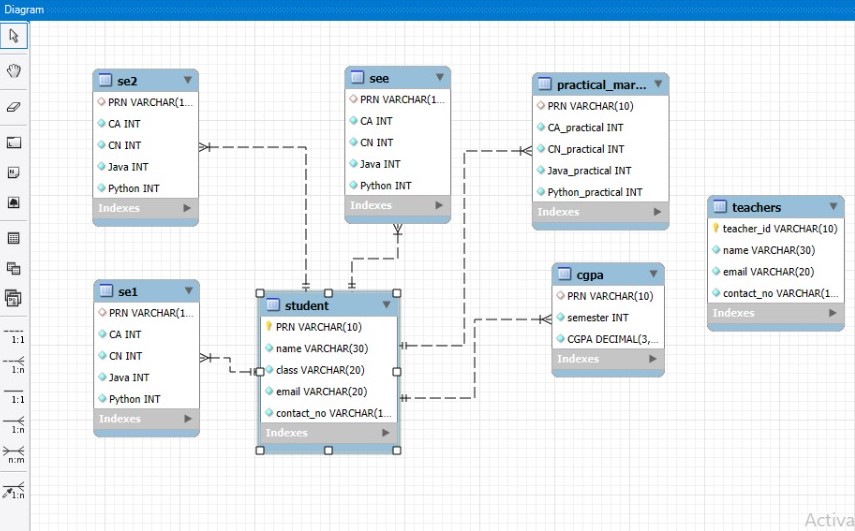 Diagram
se2
PRN VARCHAR(1...
CA INT
CN INT
Java INT
Python INT
Indexes
see
PRN VARCHAR(1...
CA INT
CN INT
Java INT
Python INT
Indexes
practical_mar...
PRN VARCHAR(10)
CA_practical INT
CN_practical INT
Java_practical INT
Python_practical INT
Indexes
teachers
teacher_id VARCHAR(10)
name VARCHAR(30)
email VARCHAR(20)
contact_no VARCHAR(1...
Indexes
se1
PRN VARCHAR(1...
CA INT
CN INT
Java INT
Python INT
Indexes
student
PRN VARCHAR(10)
name VARCHAR(30)
class VARCHAR(20)
email VARCHAR(20)
contact_no VARCHAR(1...
Indexes
cgpa
PRN VARCHAR(10)
semester INT
CGPA DECIMAL(3,...
Indexes
1:1
1:n
1:1
1:n
n:m
1:n
Activa